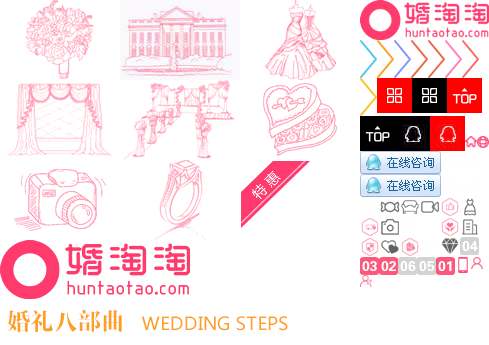 婚淘淘
huntaotao.com
TOP
TOP
在线咨询
在线咨询
特惠
04
03 02 06 05 01
婚淘淘
huntaotao.com
婚礼八部曲 WEDDING STEPS